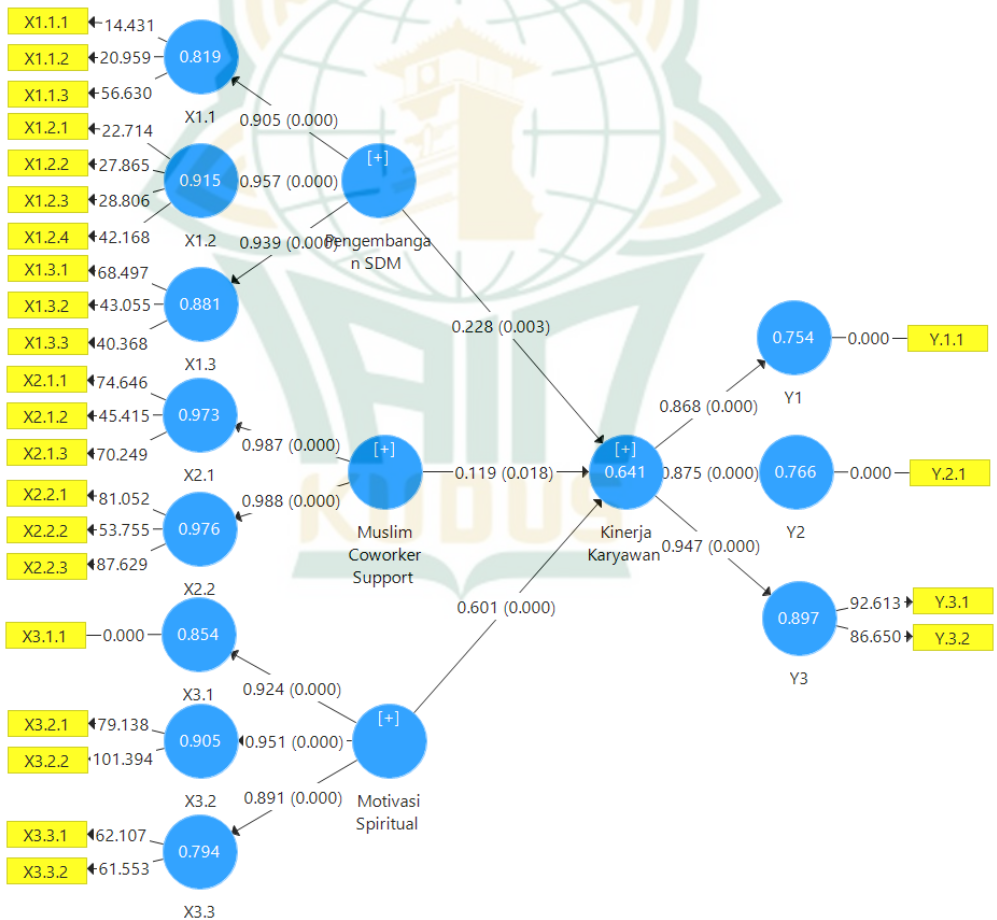 X1.1.1
14.431
X1.1.2
20.959
0.819
X1.1.3
56.630
X1.1
0.905 (0.000)
X1.2.1
22.714
X1.2.2
27.865
X1.2.3
28.806
X1.2.4
42.168
0.915
X1.2
0.957 (0.000)
[+]
Pengembanga
n SDM
0.939 (0.000)
X1.3.1
68.497
X1.3.2
43.055
X1.3.3
40.368
0.881
X1.3
0.228 (0.003)
X2.1.1
74.646
X2.1.2
45.415
X2.1.3
70.249
0.973
X2.1
0.987 (0.000)
[+]
Muslim
Coworker
Support
0.119 (0.018)
X2.2.1
81.052
X2.2.2
53.755
X2.2.3
87.629
0.976
X2.2
0.988 (0.000)
[+]
0.641
Kinerja
Karyawan
0.868 (0.000)
0.754
Y1
0.000
Y.1.1
0.875 (0.000)
0.766
Y2
0.000
Y.2.1
0.947 (0.000)
0.897
Y3
92.613
Y.3.1
86.650
Y.3.2
0.601 (0.000)
X3.1.1
0.000
0.854
X3.1
0.924 (0.000)
X3.2.1
79.138
X3.2.2
101.394
0.905
X3.2
0.951 (0.000)
[+]
Motivasi
Spiritual
0.891 (0.000)
X3.3.1
62.107
X3.3.2
61.553
0.794
X3.3
KUDUS